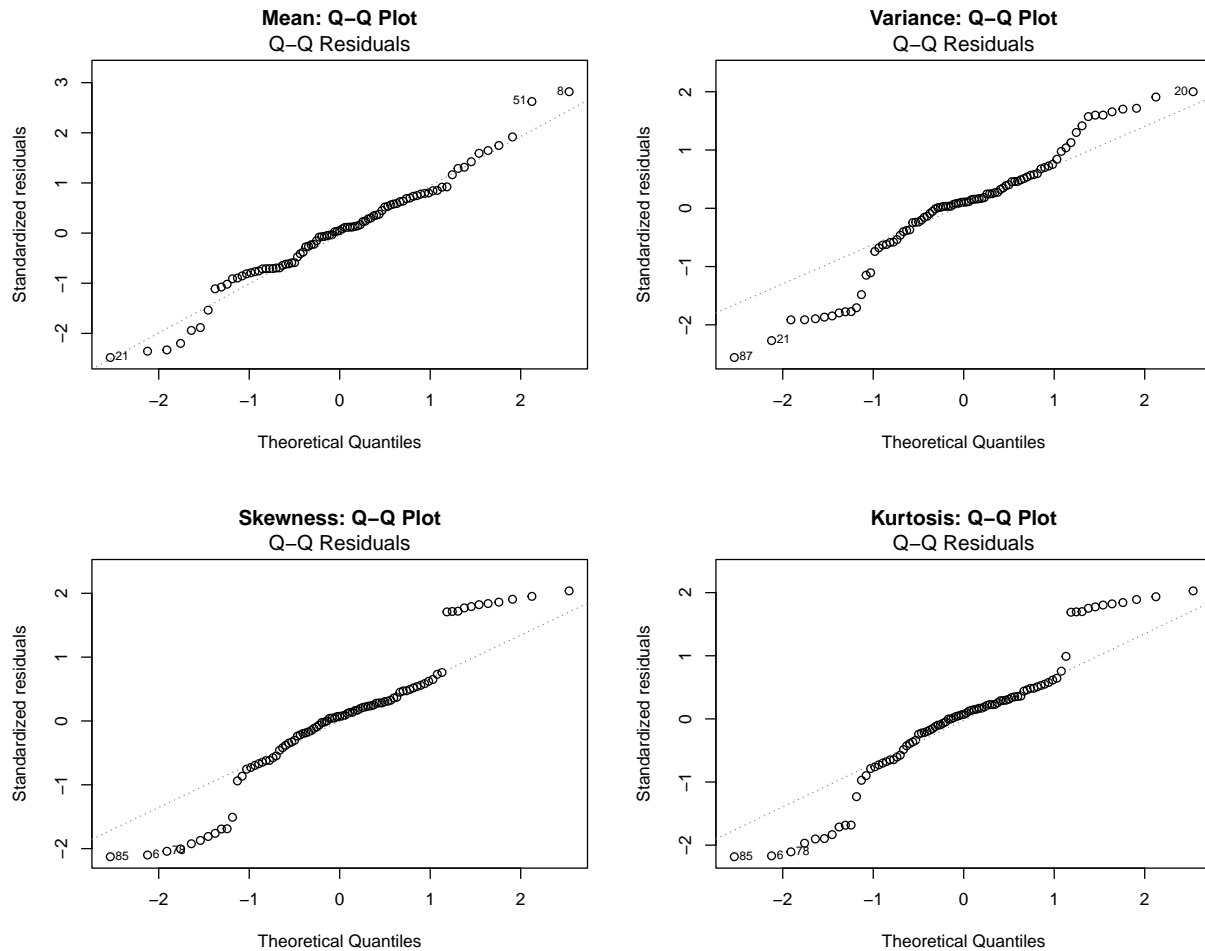 Mean: Q−Q Plot
Q−Q Residuals
Standardized residuals
3
2
1
0
−1
−2
51
8
21
−2 −1 0 1 2
Theoretical Quantiles
Variance: Q−Q Plot
Q−Q Residuals
Standardized residuals
2
1
0
−1
−2
20
21
87
−2 −1 0 1 2
Theoretical Quantiles
Skewness: Q−Q Plot
Q−Q Residuals
Standardized residuals
2
1
0
−1
−2
85
6
−2 −1 0 1 2
Theoretical Quantiles
Kurtosis: Q−Q Plot
Q−Q Residuals
Standardized residuals
2
1
0
−1
−2
85
6
78
−2 −1 0 1 2
Theoretical Quantiles